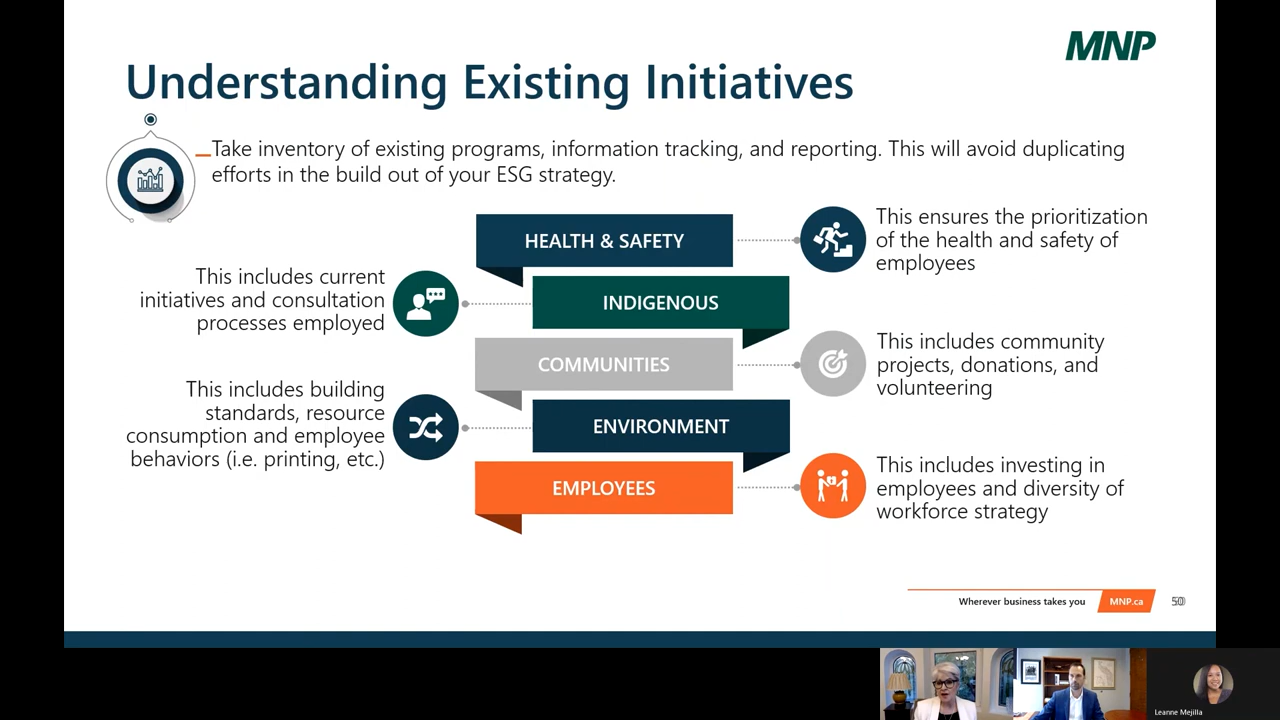 MNP
Understanding Existing Initiatives
Take inventory of existing programs, information tracking, and reporting. This will avoid duplicating
efforts in the build out of your ESG strategy.
HEALTH & SAFETY
This ensures the prioritization
of the health and safety of
employees
This includes current
initiatives and consultation
processes employed
INDIGENOUS
COMMUNITIES
This includes community
projects, donations, and
volunteering
This includes building
standards, resource
consumption and employee
behaviors (i.e. printing, etc.)
ENVIRONMENT
EMPLOYEES
This includes investing in
employees and diversity of
workforce strategy
Wherever business takes you
MNP.ca
Leanne Mejilla